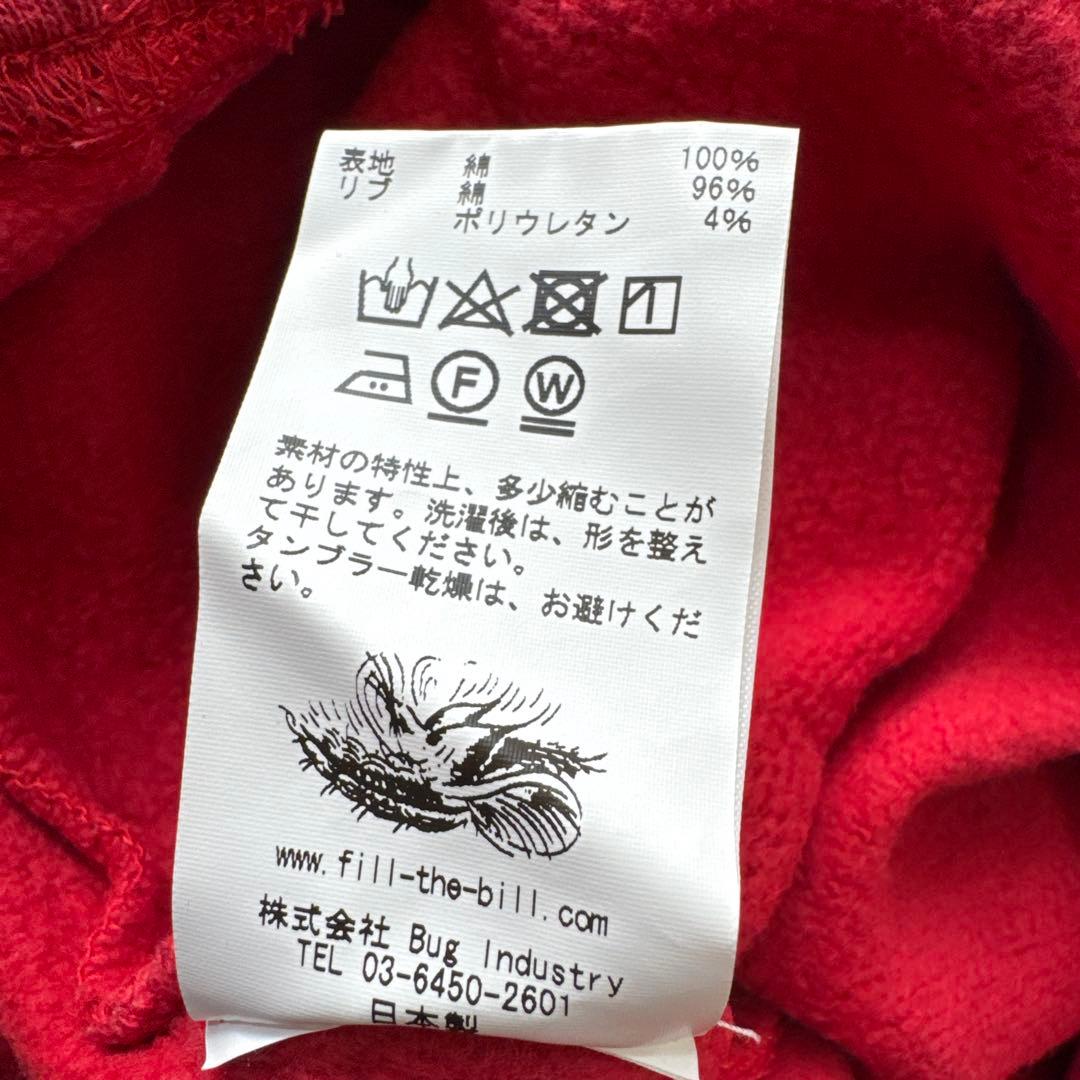 表地 綿 100%
リブ 綿 96%
ポリウレタン 4%
F W
素材の特性上、多少縮むことが
あります。洗濯後は、形を整え
て干してください。
タンブラー乾燥は、お避けくだ
さい。
www.fill-the-bill.com
株式会社 Bug Industry
TEL 03-6450-2601
日本製